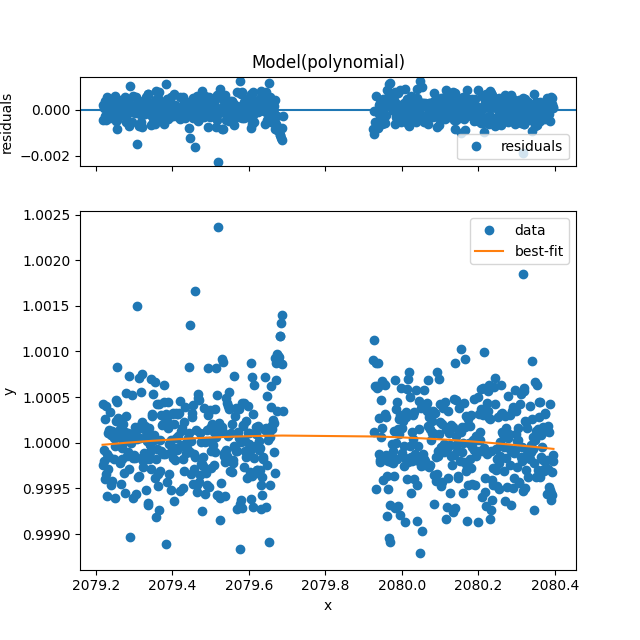 Model(polynomial)
residuals
0.000
−0.002
residuals
1.0025
1.0020
1.0015
1.0010
1.0005
1.0000
0.9995
0.9990
y
data
best-fit
2079.2 2079.4 2079.6 2079.8 2080.0 2080.2 2080.4
x